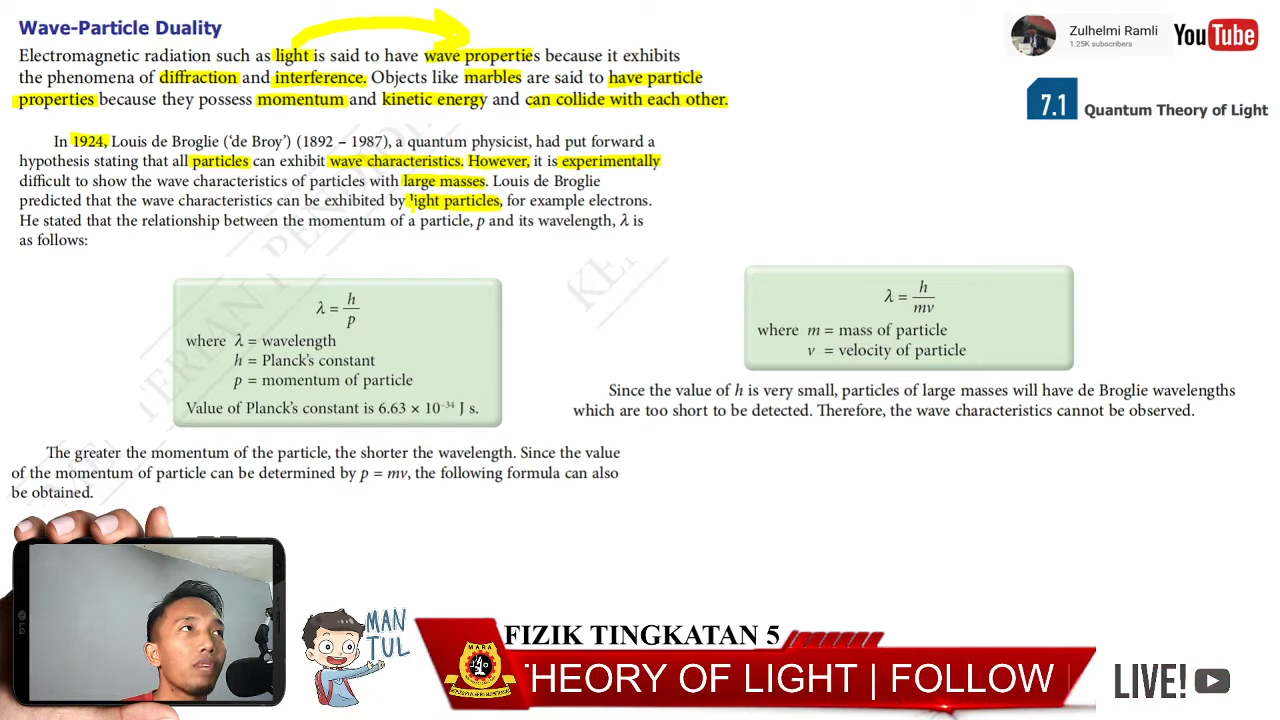 Wave-Particle Duality
Electromagnetic radiation such as light is said to have wave properties because it exhibits
the phenomena of diffraction and interference. Objects like marbles are said to have particle
properties because they possess momentum and kinetic energy and can collide with each other.
In 1924, Louis de Broglie (‘de Broy’) (1892 – 1987), a quantum physicist, had put forward a
hypothesis stating that all particles can exhibit wave characteristics. However, it is experimentally
difficult to show the wave characteristics of particles with large masses. Louis de Broglie
predicted that the wave characteristics can be exhibited by light particles, for example electrons.
He stated that the relationship between the momentum of a particle, p and its wavelength, λ is
as follows:
λ = h/p
where λ = wavelength
h = Planck's constant
p = momentum of particle
Value of Planck's constant is 6.63 × 10⁻³⁴ J s.
The greater the momentum of the particle, the shorter the wavelength. Since the value
of the momentum of particle can be determined by p = mv, the following formula can also
be obtained.
Zulhelmi Ramli
1.25K subscribers
YouTube
7.1 Quantum Theory of Light
λ = h/mv
where m = mass of particle
v = velocity of particle
Since the value of h is very small, particles of large masses will have de Broglie wavelengths
which are too short to be detected. Therefore, the wave characteristics cannot be observed.
LG
MAN
TUL
MARA
FIZIK TINGKATAN 5
THEORY OF LIGHT | FOLLOW
LIVE!